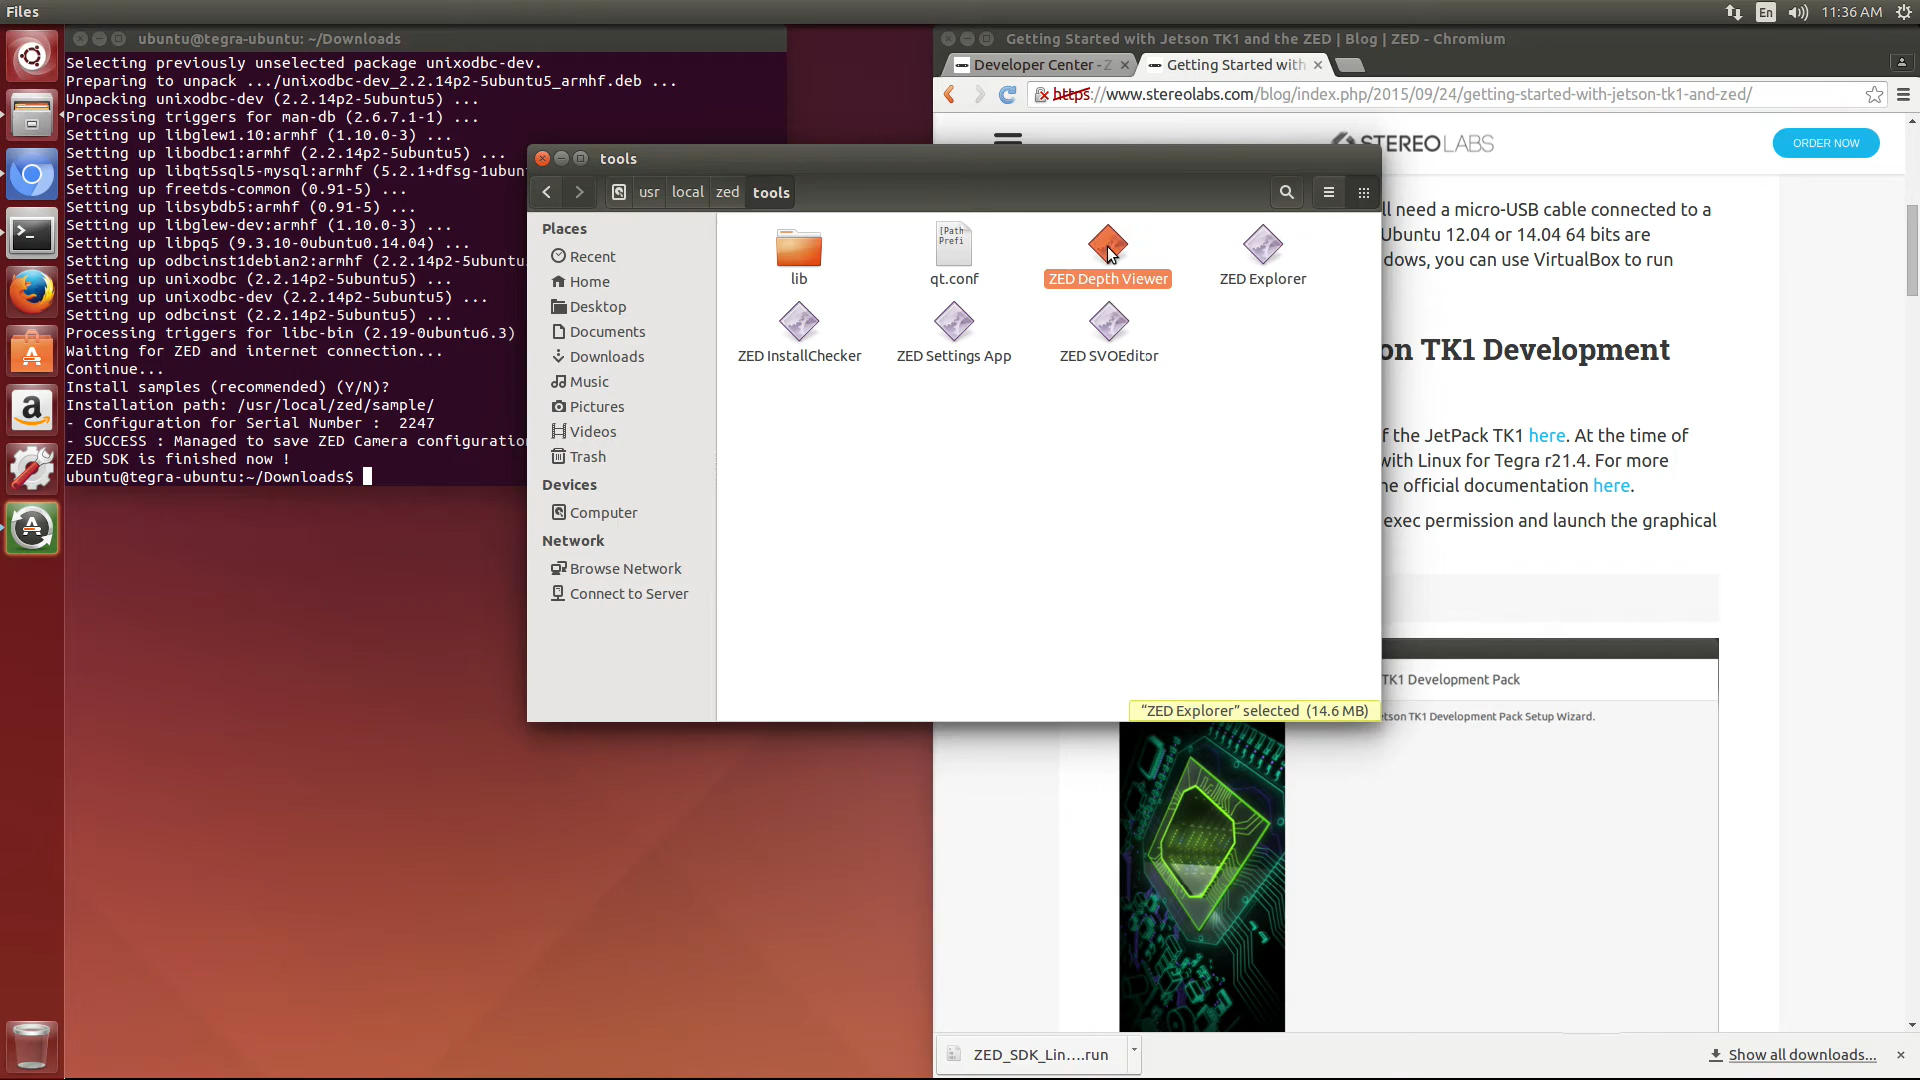 Files
En
11:36 AM
ubuntu@tegra-ubuntu: ~/Downloads
Selecting previously unselected package unixodbc-dev.
Preparing to unpack .../unixodbc-dev_2.2.14p2-5ubuntu5_armhf.deb ...
Unpacking unixodbc-dev (2.2.14p2-5ubuntu5) ...
Processing triggers for man-db (2.6.7.1-1) ...
Setting up libglew1.10:armhf (1.10.0-3) ...
Setting up libodbc1:armhf (2.2.14p2-5ubuntu5) ...
Setting up libqt5sql5-mysql:armhf (5.2.1+dfsg-1ubun
Setting up freetds-common (0.91-5) ...
Setting up libsybdb5:armhf (0.91-5) ...
Setting up libglew-dev:armhf (1.10.0-3) ...
Setting up libpq5 (9.3.10-0ubuntu0.14.04) ...
Setting up odbcinst1debian2:armhf (2.2.14p2-5ubuntu
Setting up unixodbc (2.2.14p2-5ubuntu5) ...
Setting up unixodbc-dev (2.2.14p2-5ubuntu5) ...
Setting up odbcinst (2.2.14p2-5ubuntu5) ...
Processing triggers for libc-bin (2.19-0ubuntu6.3)
Waiting for ZED and internet connection...
Continue...
Install samples (recommended) (Y/N)?
Installation path: /usr/local/zed/sample/
- Configuration for Serial Number :  2247
- SUCCESS : Managed to save ZED Camera configuratio
ZED SDK is finished now !
ubuntu@tegra-ubuntu:~/Downloads$
tools
usr
local
zed
tools
Places
Recent
Home
Desktop
Documents
Downloads
Music
Pictures
Videos
Trash
Devices
Computer
Network
Browse Network
Connect to Server
[Path
Prefi
lib
qt.conf
ZED Depth Viewer
ZED Explorer
ZED InstallChecker
ZED Settings App
ZED SVOEditor
“ZED Explorer” selected (14.6 MB)
Getting Started with Jetson TK1 and the ZED | Blog | ZED - Chromium
Developer Center - Z
Getting Started with
https://www.stereolabs.com/blog/index.php/2015/09/24/getting-started-with-jetson-tk1-and-zed/
STEREOLABS
ORDER NOW
ll need a micro-USB cable connected to a
Ubuntu 12.04 or 14.04 64 bits are
dows, you can use VirtualBox to run
on TK1 Development
f the JetPack TK1 here. At the time of
with Linux for Tegra r21.4. For more
ne official documentation here.
exec permission and launch the graphical
TK1 Development Pack
etson TK1 Development Pack Setup Wizard.
ZED_SDK_Lin....run
Show all downloads...